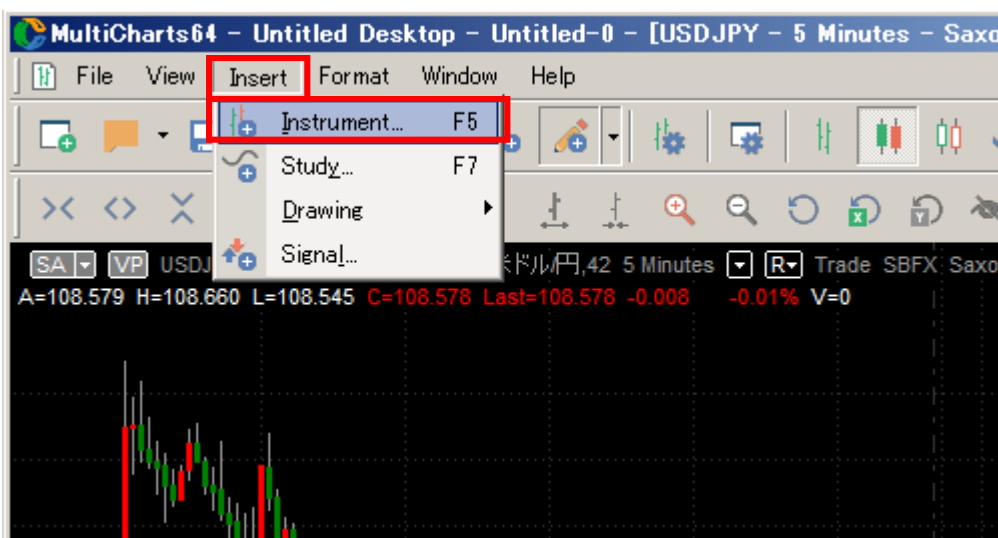 MultiCharts64 - Untitled Desktop - Untitled-0 - [USDJPY - 5 Minutes - Saxo
File View Insert Format Window Help
Instrument... F5
Study... F7
Drawing
Signal...
SA VP USDJ ドル/円,42 5 Minutes R Trade SBFX Saxo
A=108.579 H=108.660 L=108.545 C=108.578 Last=108.578 -0.008 -0.01% V=0